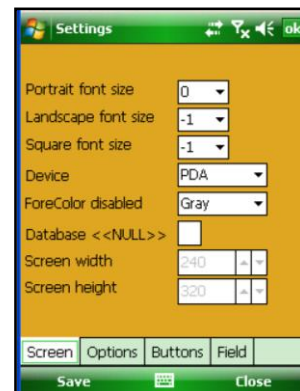 Settings ok
Portrait font size 0
Landscape font size -1
Square font size -1
Device PDA
ForeColor disabled Gray
Database <<NULL>>
Screen width 240
Screen height 320
Screen Options Buttons Field
Save Close